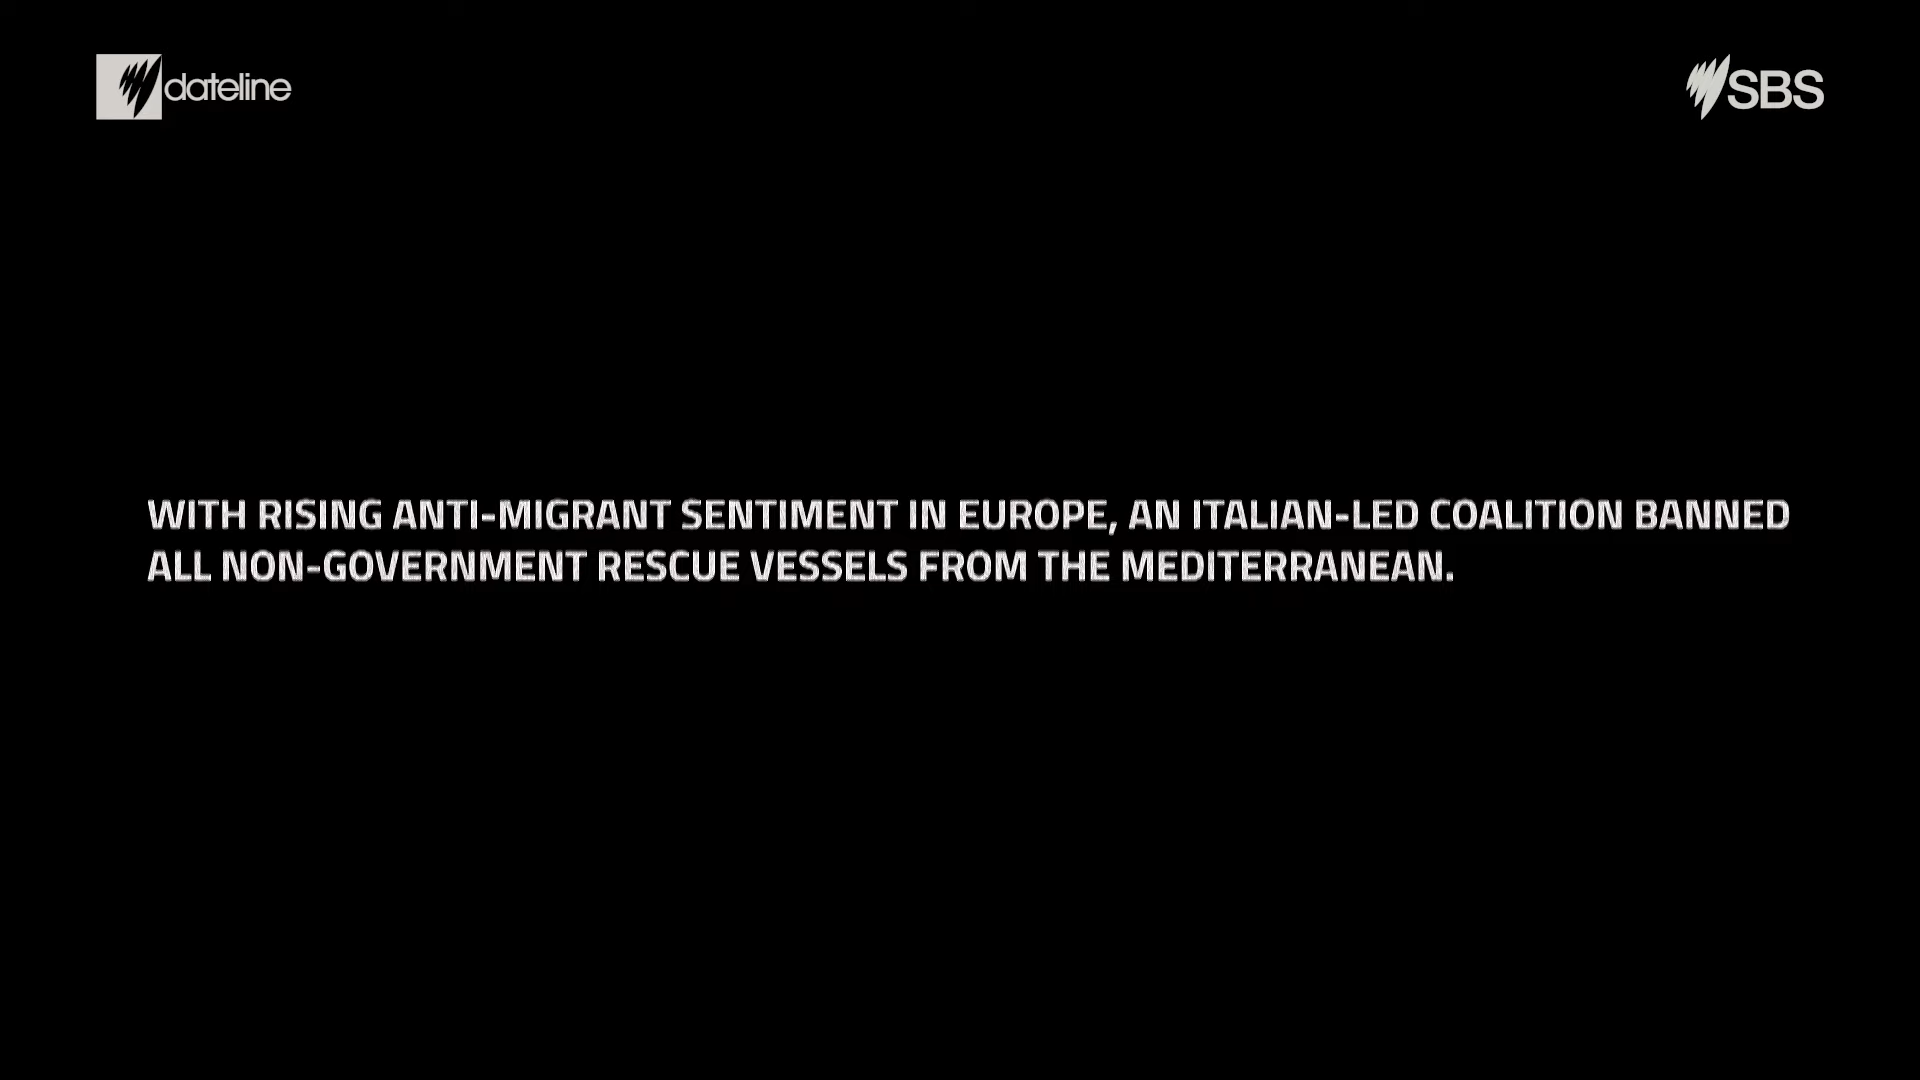 dateline
SBS
WITH RISING ANTI-MIGRANT SENTIMENT IN EUROPE, AN ITALIAN-LED COALITION BANNED
ALL NON-GOVERNMENT RESCUE VESSELS FROM THE MEDITERRANEAN.